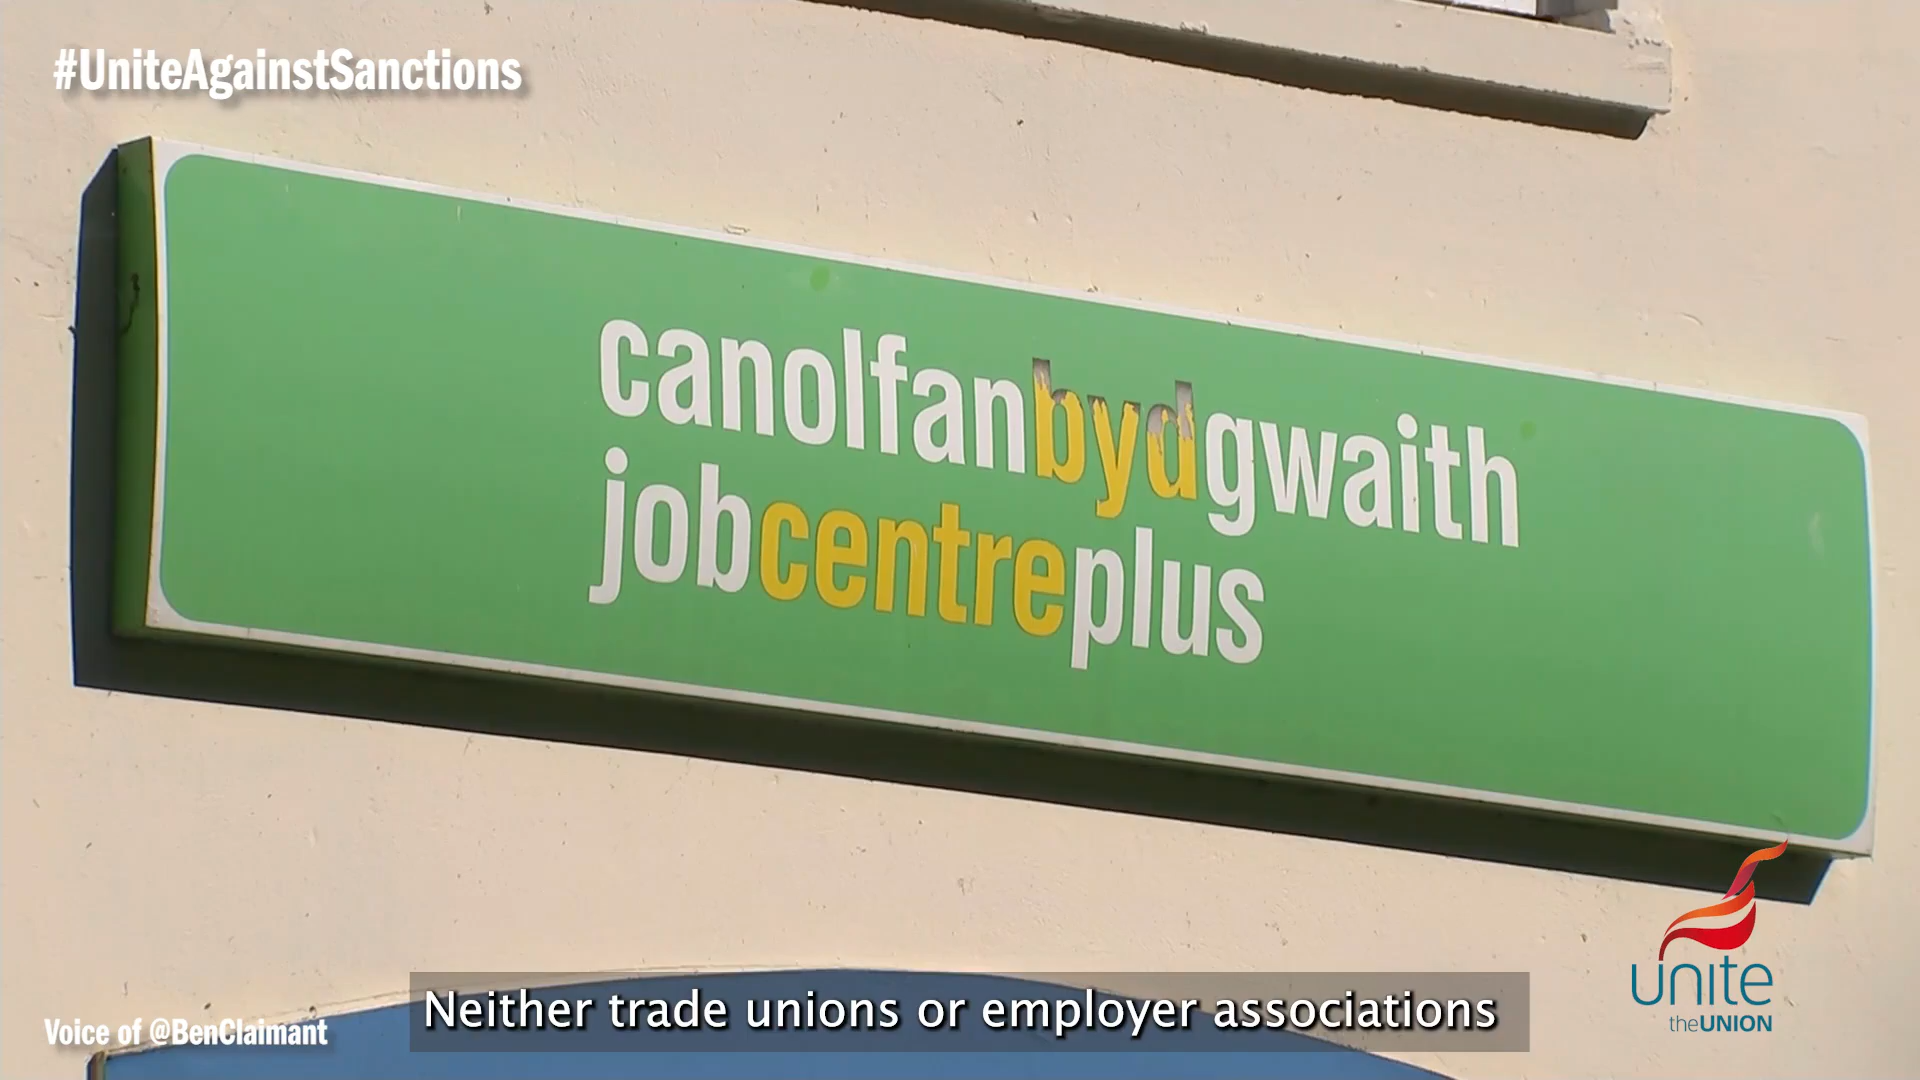 #UniteAgainstSanctions
canolfanbydgwaith
jobcentreplus
unite
theUNION
Neither trade unions or employer associations
Voice of @BenClaimant